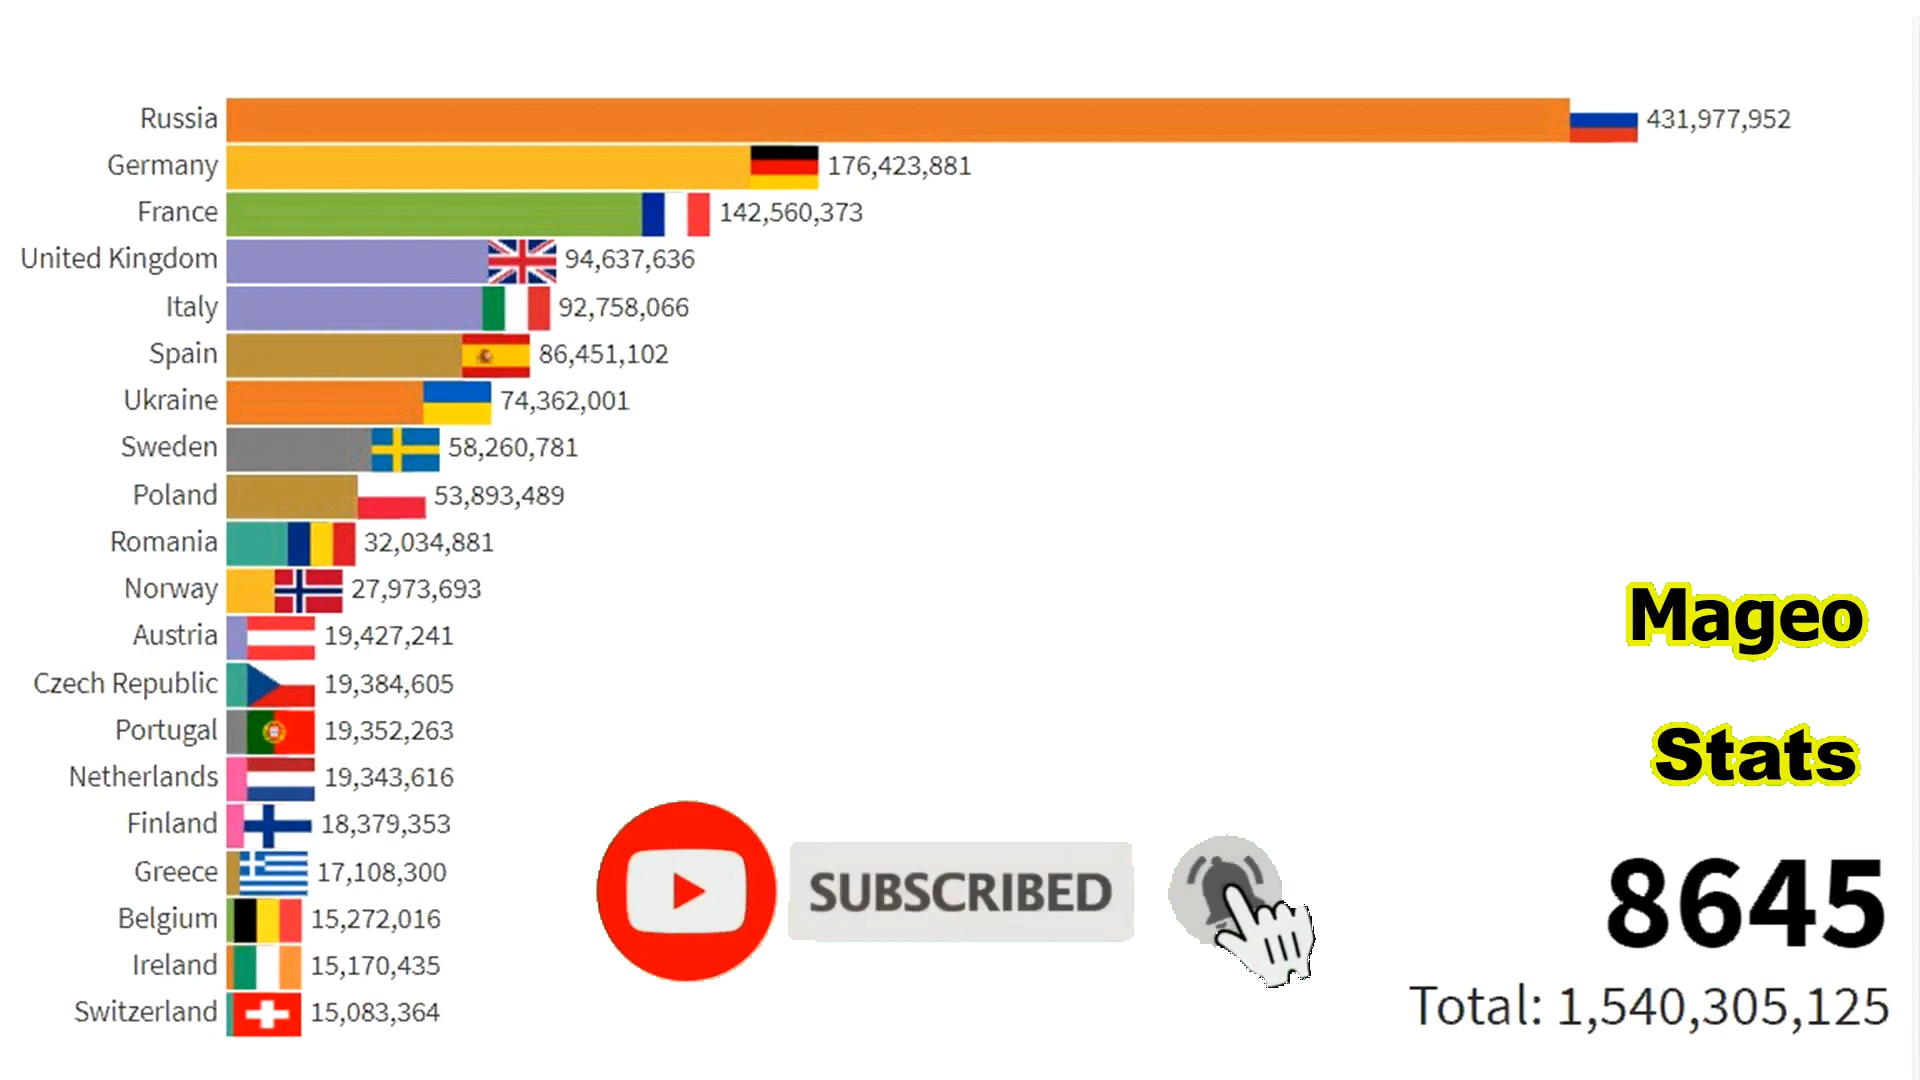 Russia 431,977,952
Germany 176,423,881
France 142,560,373
United Kingdom 94,637,636
Italy 92,758,066
Spain 86,451,102
Ukraine 74,362,001
Sweden 58,260,781
Poland 53,893,489
Romania 32,034,881
Norway 27,973,693
Austria 19,427,241
Czech Republic 19,384,605
Portugal 19,352,263
Netherlands 19,343,616
Finland 18,379,353
Greece 17,108,300
Belgium 15,272,016
Ireland 15,170,435
Switzerland 15,083,364
SUBSCRIBED
Mageo
Stats
8645
Total: 1,540,305,125